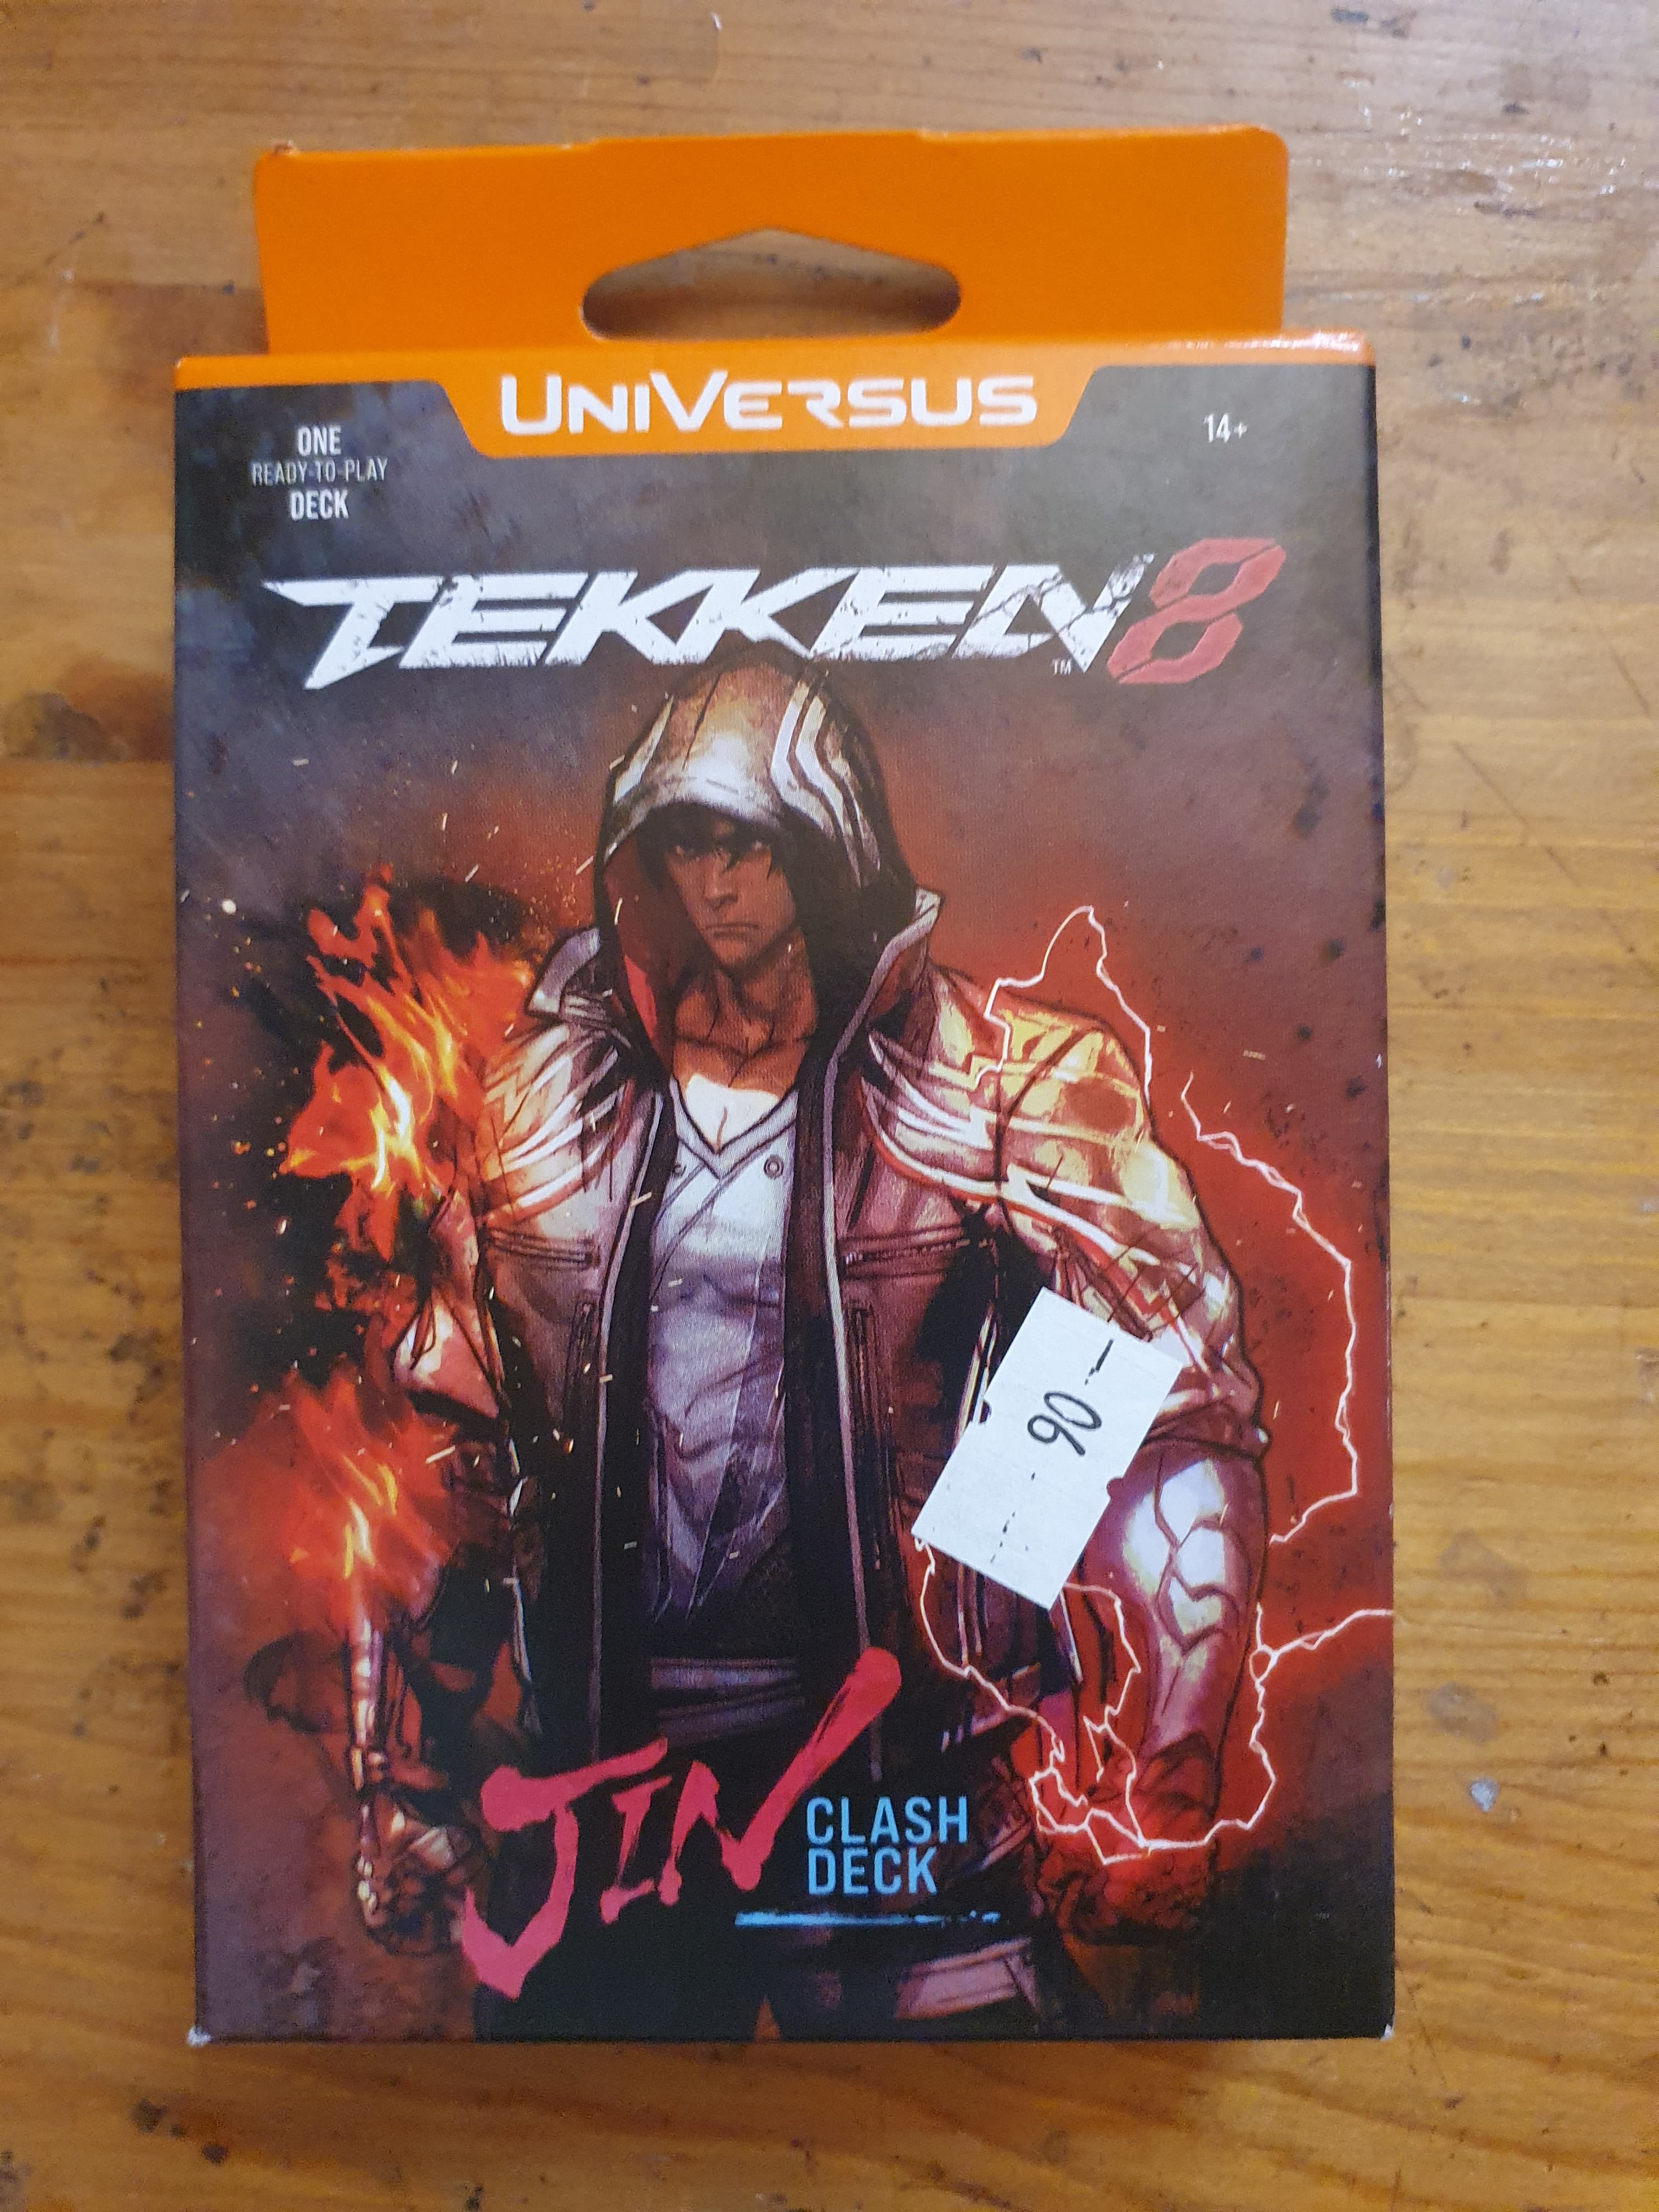 UNIVERSUS
ONE
READY-TO-PLAY
DECK
14+
TEKKEN 8
TM
90 -
JIN
CLASH
DECK